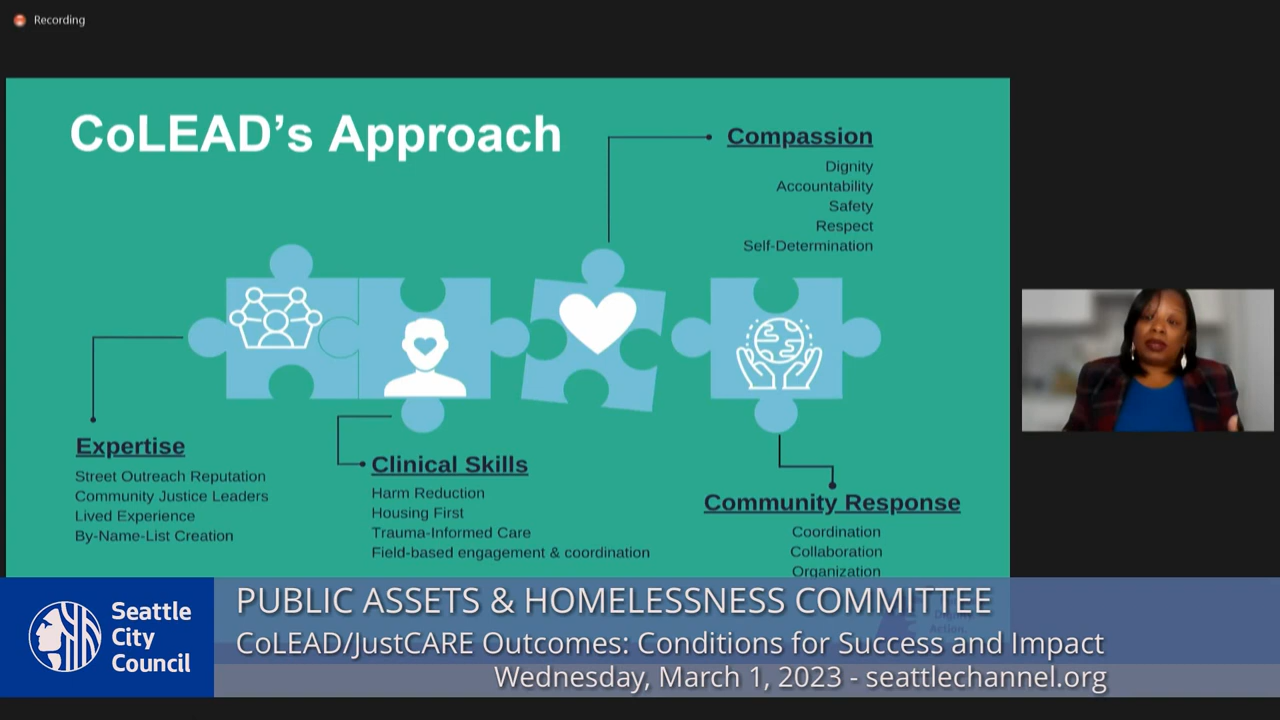 Recording
CoLEAD's Approach
Compassion
Dignity
Accountability
Safety
Respect
Self-Determination
Expertise
Street Outreach Reputation
Community Justice Leaders
Lived Experience
By-Name-List Creation
Clinical Skills
Harm Reduction
Housing First
Trauma-Informed Care
Field-based engagement & coordination
Community Response
Coordination
Collaboration
Organization
Seattle
City
Council
PUBLIC ASSETS & HOMELESSNESS COMMITTEE
CoLEAD/JustCARE Outcomes: Conditions for Success and Impact
Wednesday, March 1, 2023 - seattlechannel.org